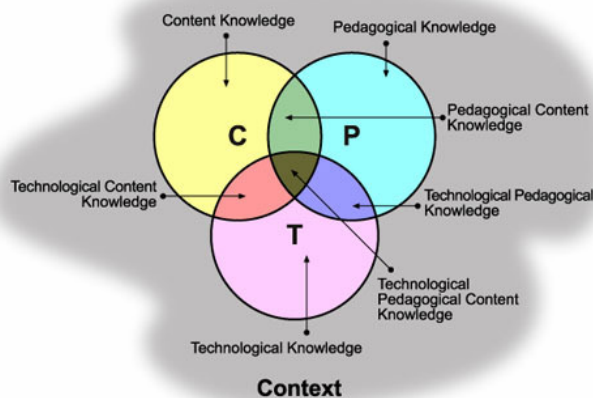 Content Knowledge
Pedagogical Knowledge
C
P
Pedagogical Content
Knowledge
Technological Content
Knowledge
Technological Pedagogical
Knowledge
T
Technological
Pedagogical Content
Knowledge
Technological Knowledge
Context